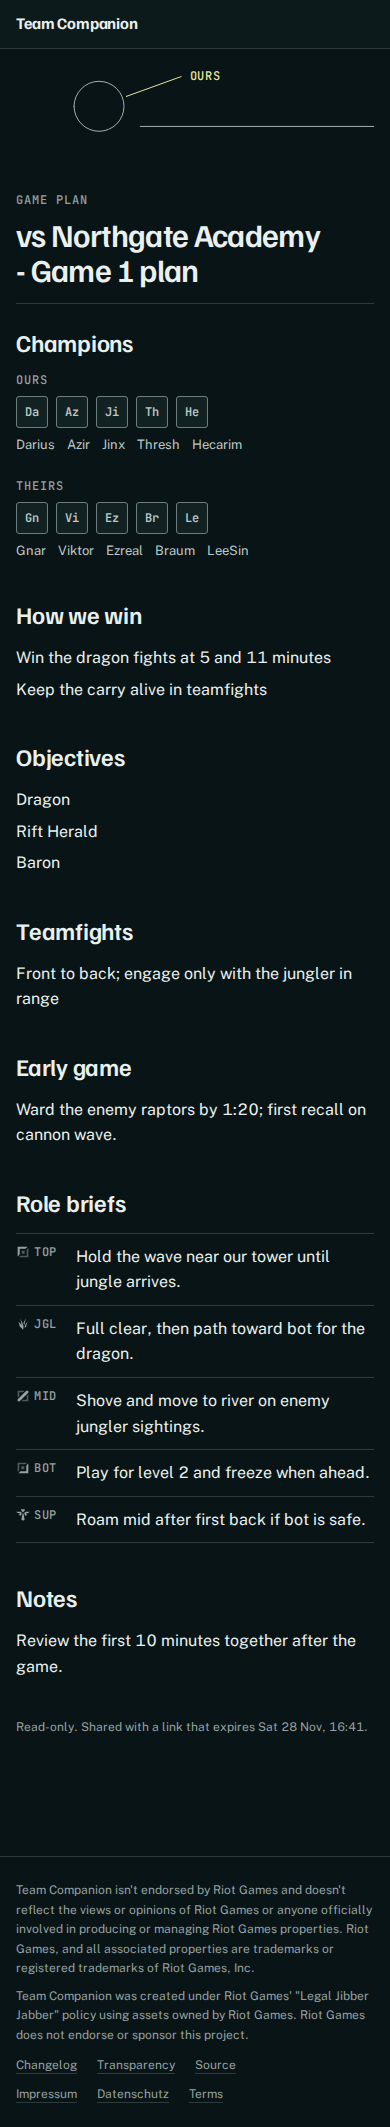 Team Companion
OURS
GAME PLAN
vs Northgate Academy
- Game 1 plan
Champions
OURS
Da Az Ji Th He
Darius Azir Jinx Thresh Hecarim
THEIRS
Gn Vi Ez Br Le
Gnar Viktor Ezreal Braum LeeSin
How we win
Win the dragon fights at 5 and 11 minutes
Keep the carry alive in teamfights
Objectives
Dragon
Rift Herald
Baron
Teamfights
Front to back; engage only with the jungler in
range
Early game
Ward the enemy raptors by 1:20; first recall on
cannon wave.
Role briefs
TOP Hold the wave near our tower until
jungle arrives.
JGL Full clear, then path toward bot for the
dragon.
MID Shove and move to river on enemy
jungler sightings.
BOT Play for level 2 and freeze when ahead.
SUP Roam mid after first back if bot is safe.
Notes
Review the first 10 minutes together after the
game.
Read-only. Shared with a link that expires Sat 28 Nov, 16:41.
Team Companion isn't endorsed by Riot Games and doesn't
reflect the views or opinions of Riot Games or anyone officially
involved in producing or managing Riot Games properties. Riot
Games, and all associated properties are trademarks or
registered trademarks of Riot Games, Inc.
Team Companion was created under Riot Games' "Legal Jibber
Jabber" policy using assets owned by Riot Games. Riot Games
does not endorse or sponsor this project.
Changelog Transparency Source
Impressum Datenschutz Terms